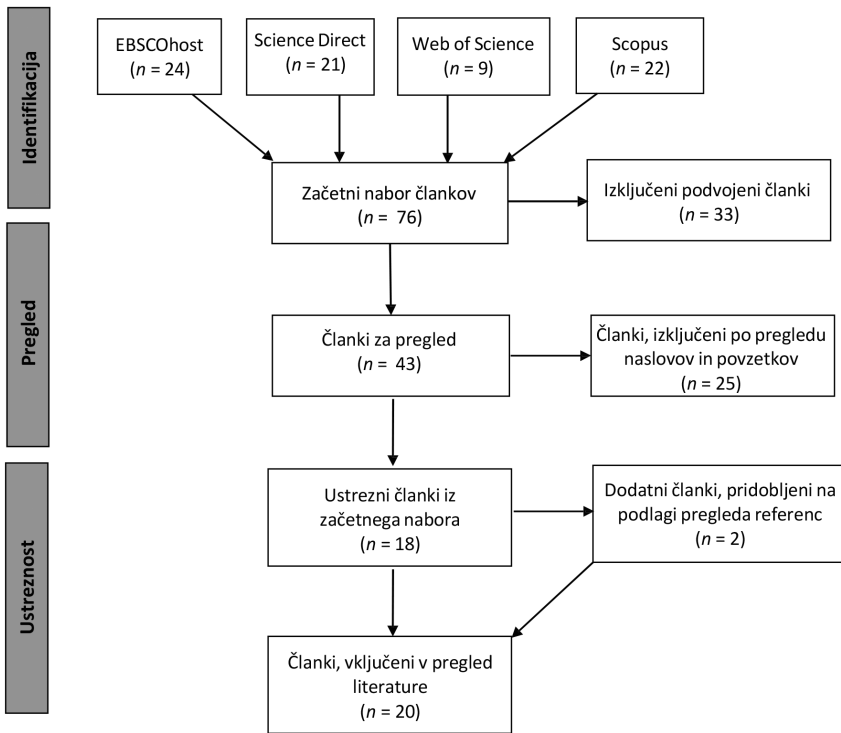 Identifikacija
EBSCOhost
(n = 24)
Science Direct
(n = 21)
Web of Science
(n = 9)
Scopus
(n = 22)
Začetni nabor člankov
(n = 76)
Izključeni podvojeni članki
(n = 33)
Pregled
Članki za pregled
(n = 43)
Članki, izključeni po pregledu
naslovov in povzetkov
(n = 25)
Ustreznost
Ustrezni članki iz
začetnega nabora
(n = 18)
Dodatni članki, pridobljeni na
podlagi pregleda referenc
(n = 2)
Članki, vključeni v pregled
literature
(n = 20)